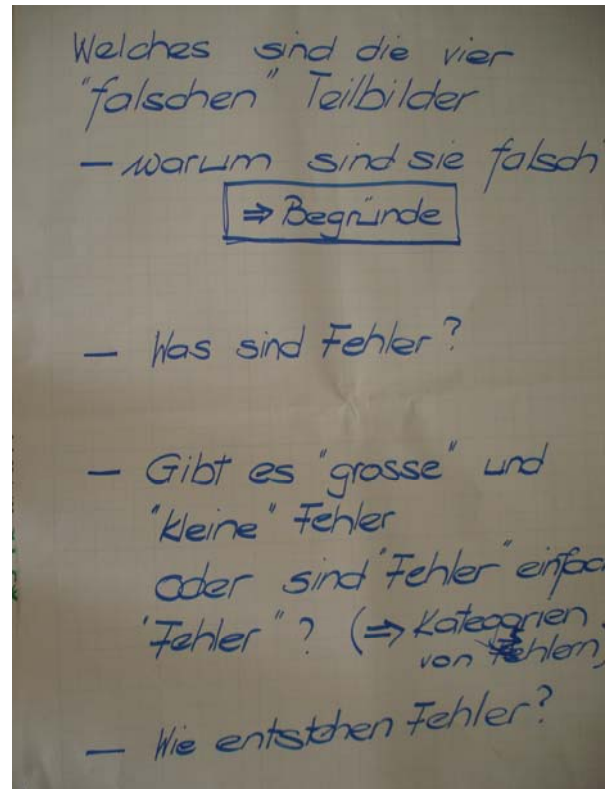 Welches sind die vier
"falschen" Teilbilder
– warum sind sie falsch
⇒ Begründe
– Was sind Fehler?
– Gibt es "grosse" und
"kleine" Fehler
oder sind "Fehler" einfach
"Fehler"? (⇒ Kategorien
von Fehlern)
– Wie entstehen Fehler?